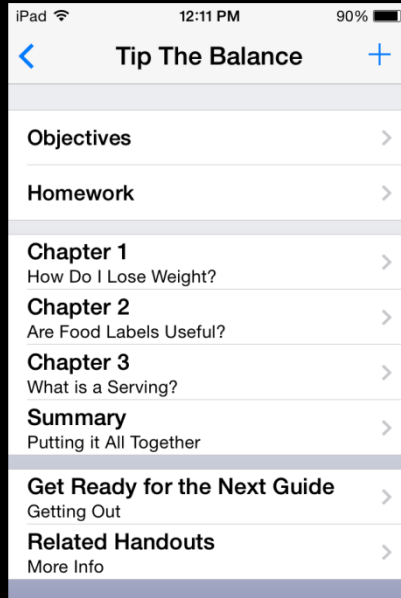 iPad 12:11 PM 90%
Tip The Balance
Objectives
Homework
Chapter 1
How Do I Lose Weight?
Chapter 2
Are Food Labels Useful?
Chapter 3
What is a Serving?
Summary
Putting it All Together
Get Ready for the Next Guide
Getting Out
Related Handouts
More Info